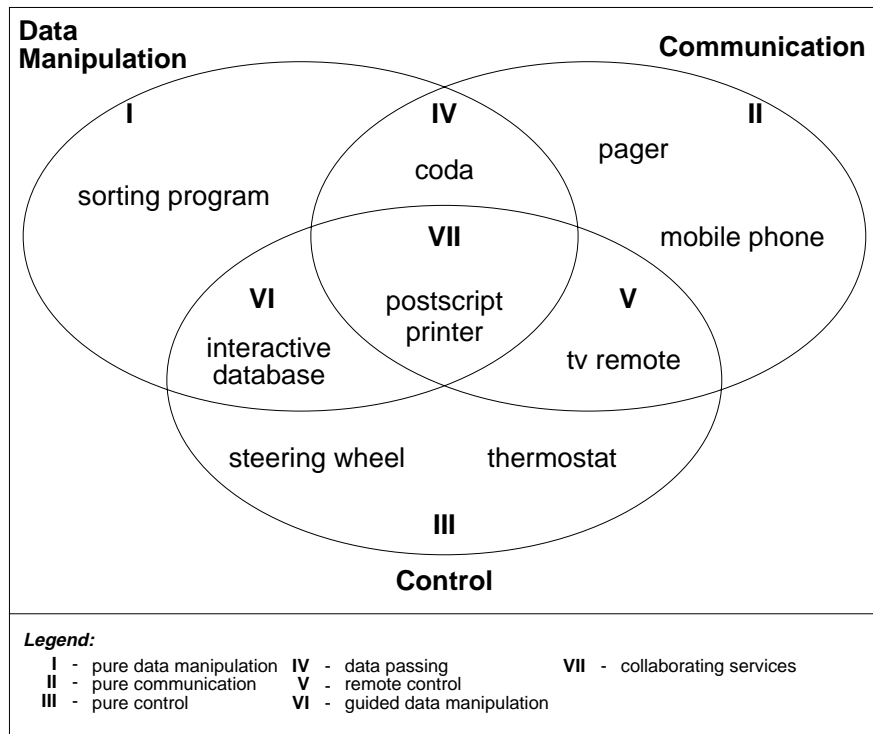 Data
Manipulation
Communication
I
IV
II
pager
coda
sorting program
VII
mobile phone
VI
V
postscript
printer
interactive
database
tv remote
steering wheel
thermostat
III
Control
Legend:
I - pure data manipulation IV - data passing VII - collaborating services
II - pure communication V - remote control
III - pure control VI - guided data manipulation